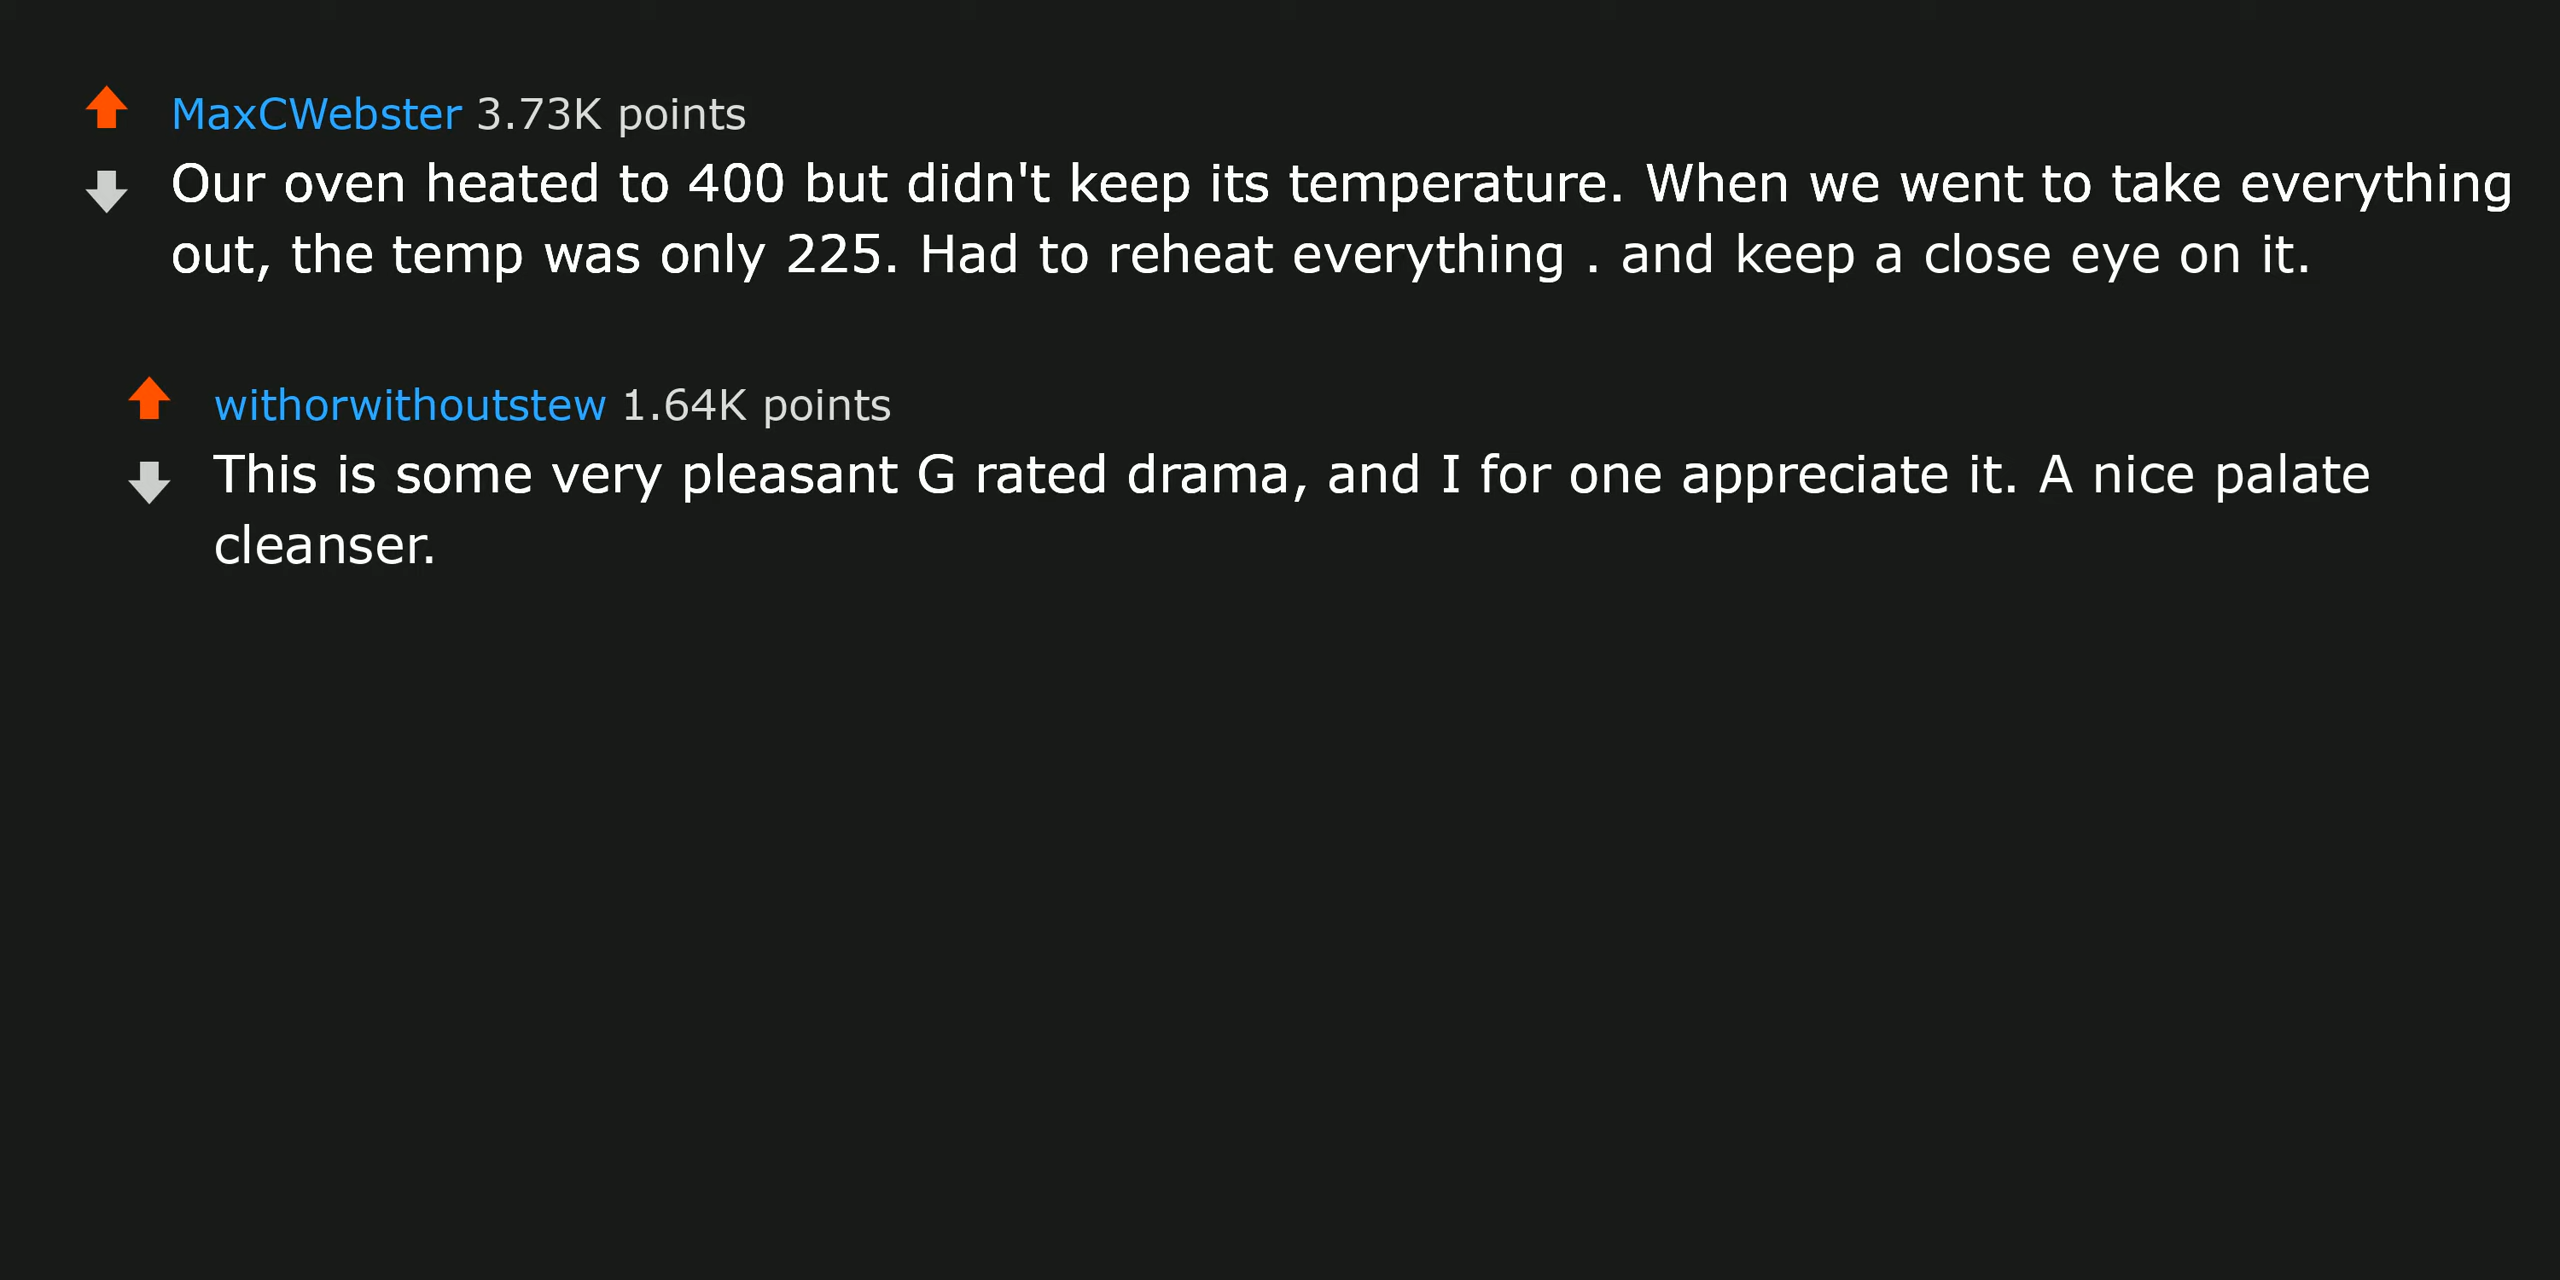 MaxCWebster 3.73K points
Our oven heated to 400 but didn't keep its temperature. When we went to take everything
out, the temp was only 225. Had to reheat everything . and keep a close eye on it.
withorwithoutstew 1.64K points
This is some very pleasant G rated drama, and I for one appreciate it. A nice palate
cleanser.